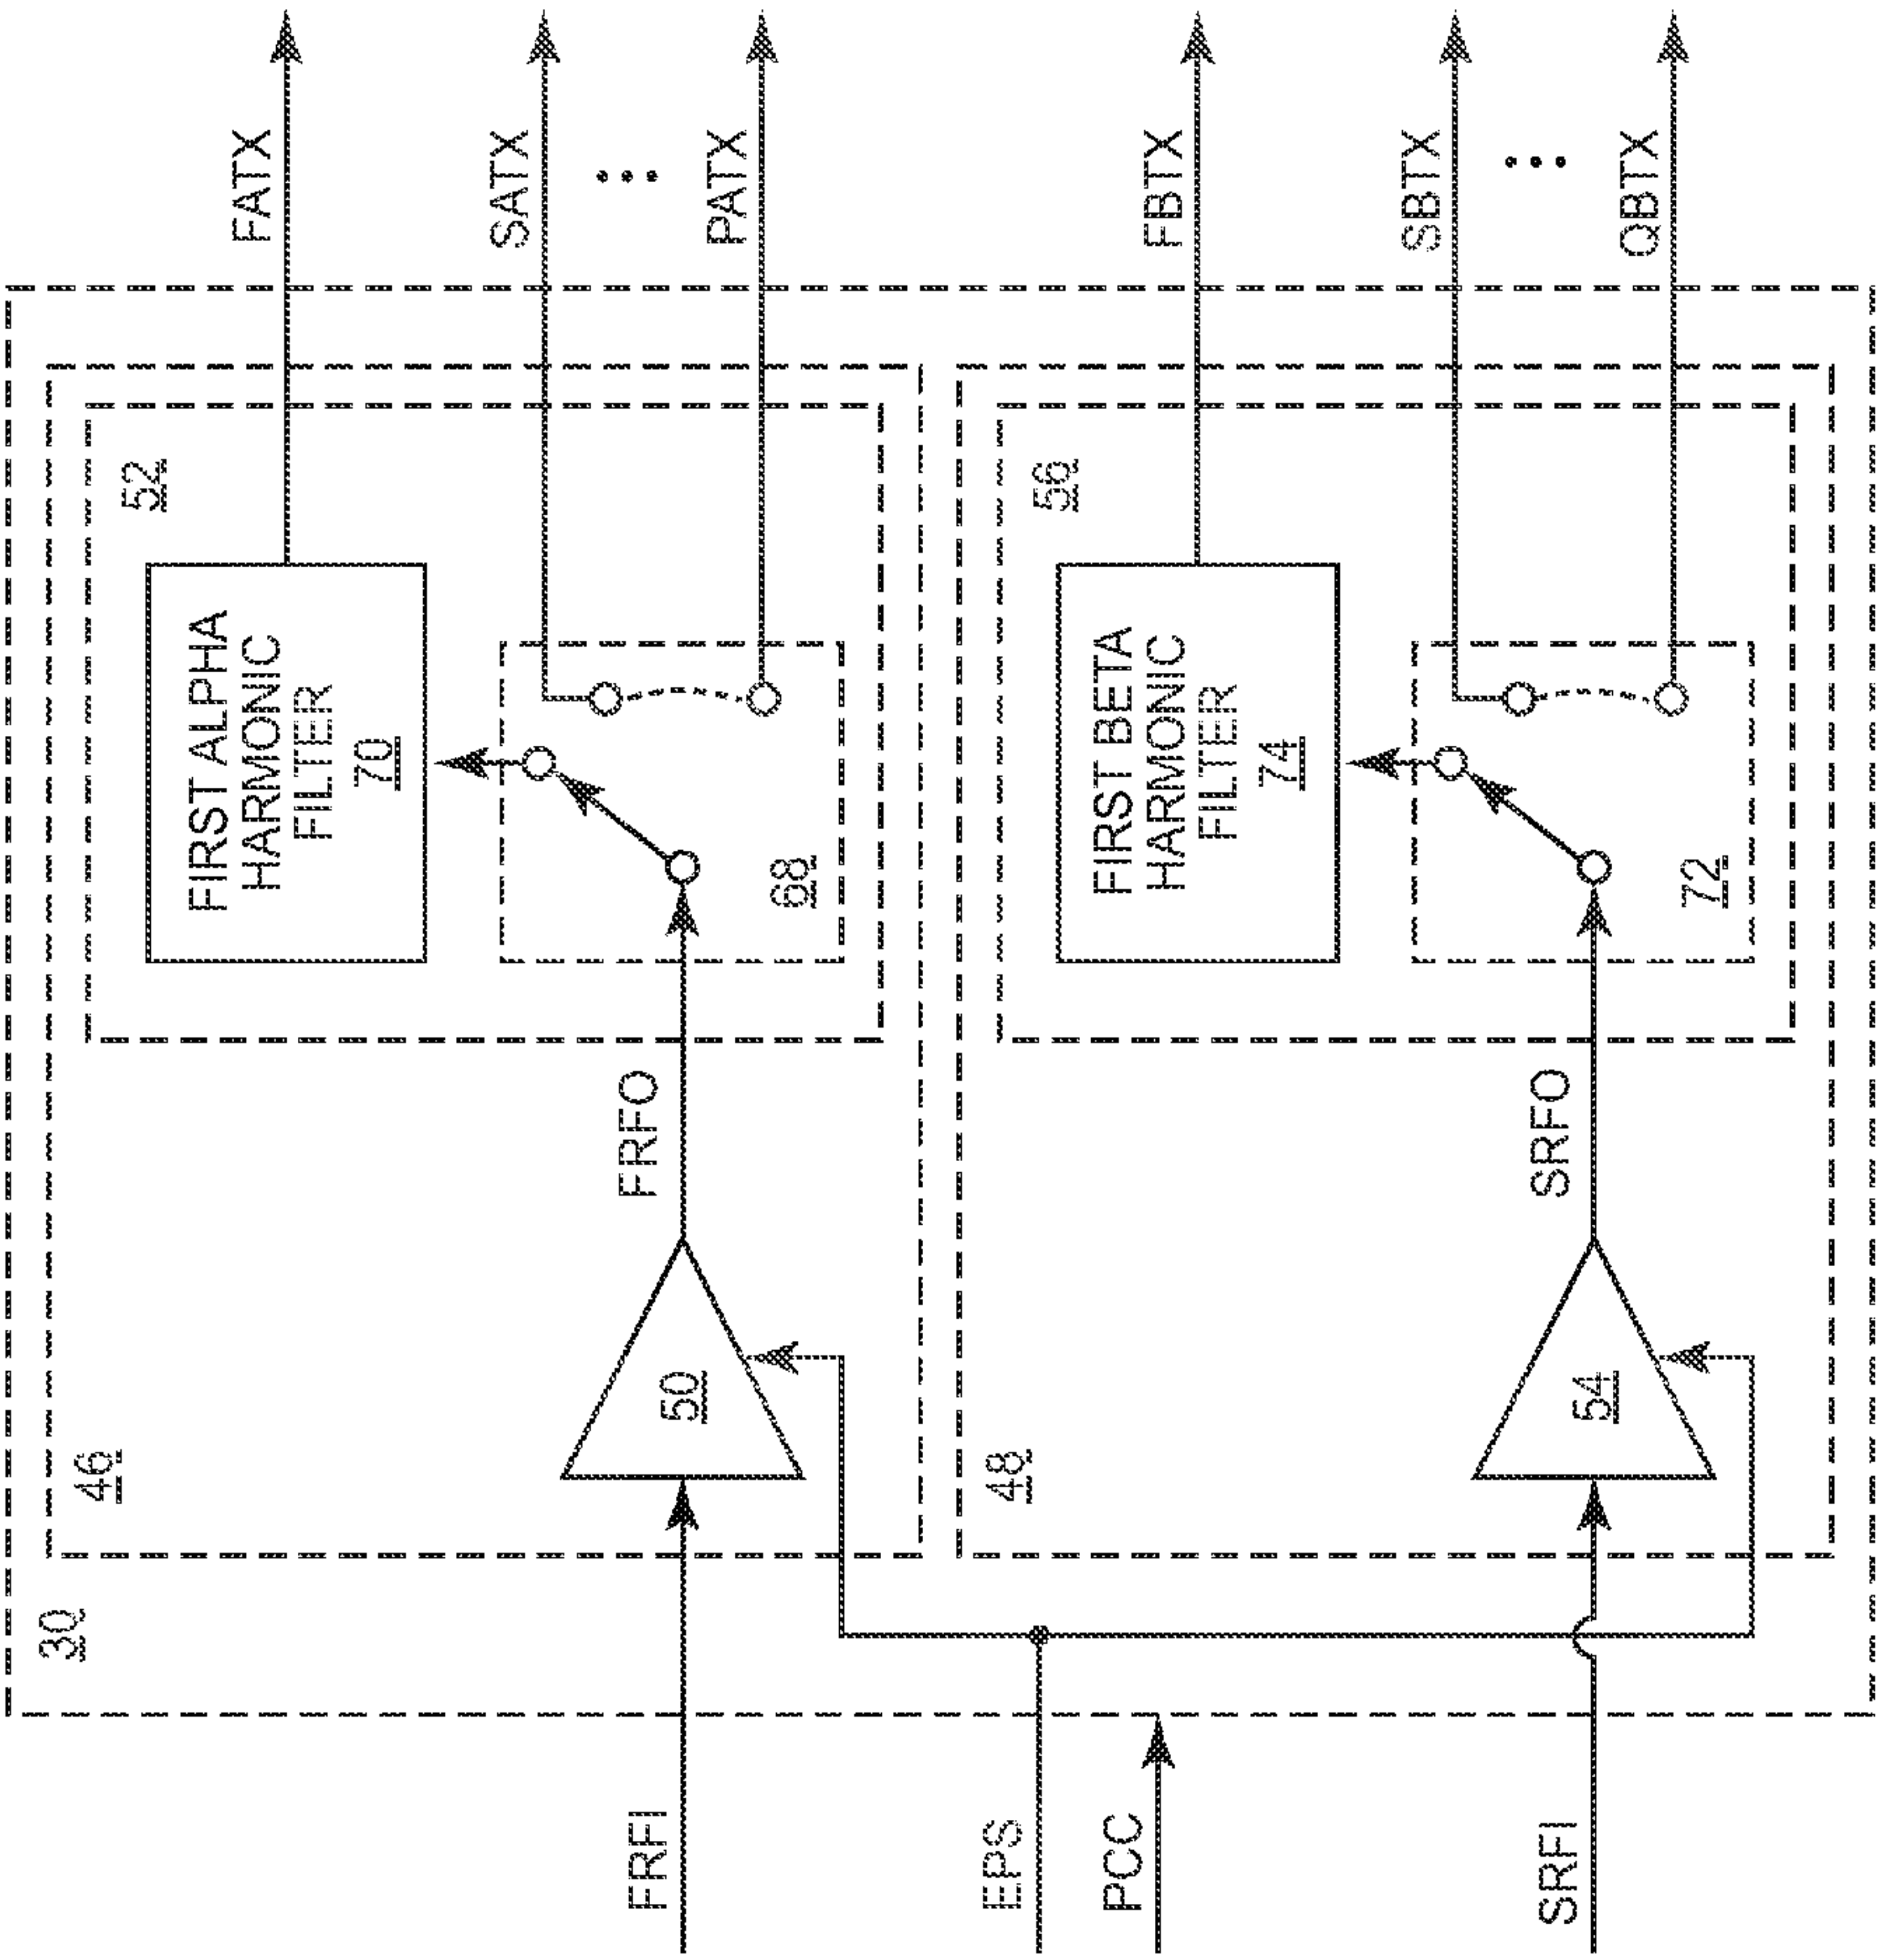 30
46
52
FIRST ALPHA
HARMONIC
FILTER
70
FATX
SATX
PATX
68
FRFO
50
FRFI
EPS
PCC
48
56
FIRST BETA
HARMONIC
FILTER
74
FBTX
SBTX
QBTX
72
SRFO
54
SRFI